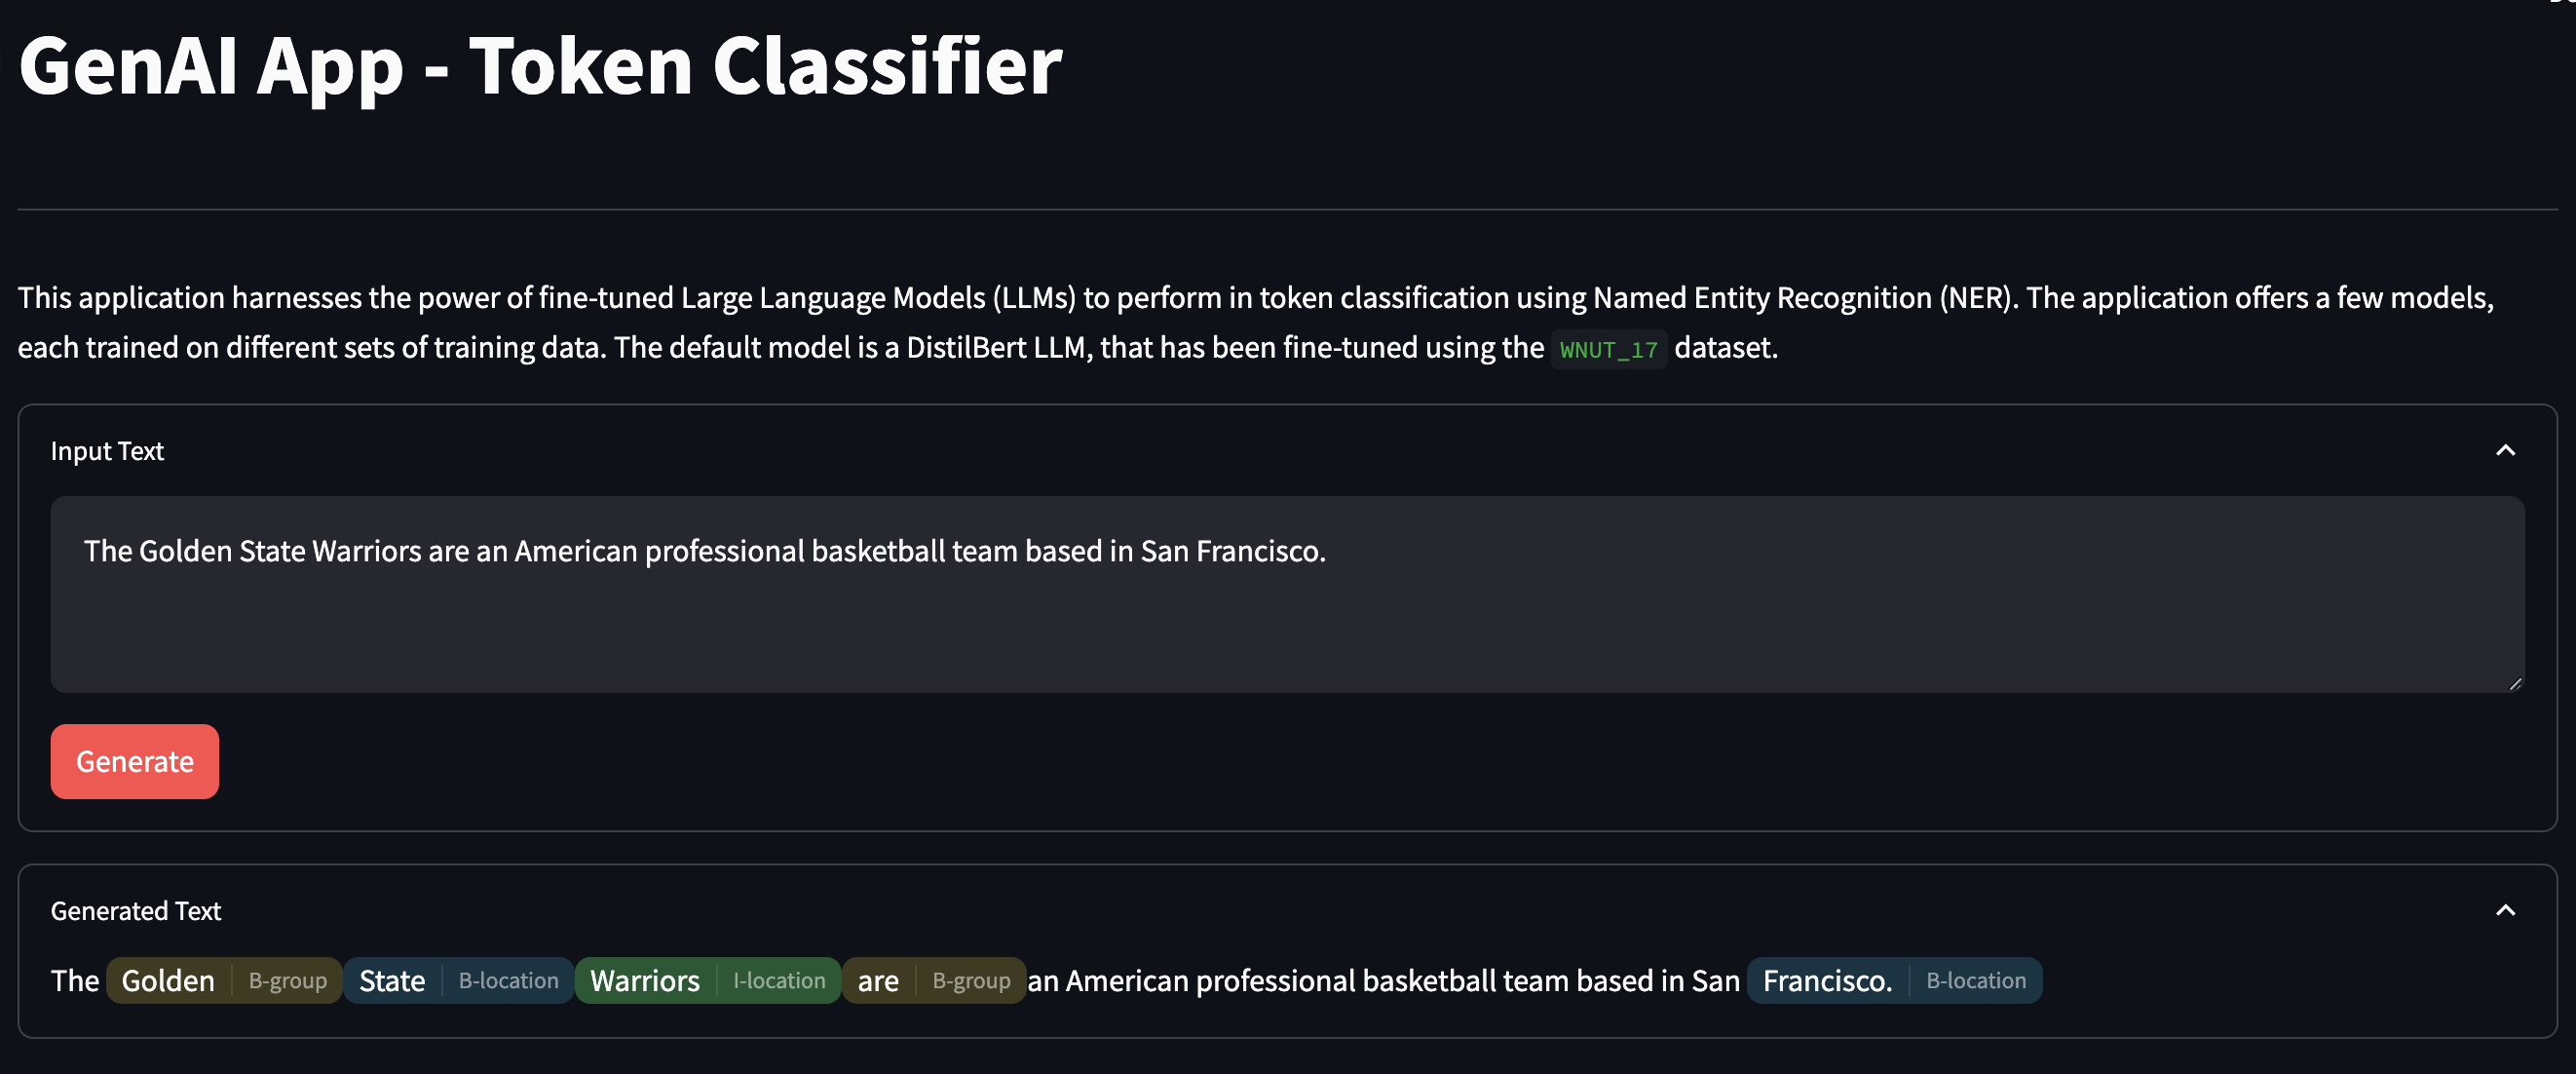 GenAI App - Token Classifier
This application harnesses the power of fine-tuned Large Language Models (LLMs) to perform in token classification using Named Entity Recognition (NER). The application offers a few models,
each trained on different sets of training data. The default model is a DistilBert LLM, that has been fine-tuned using the WNUT_17 dataset.
Input Text
The Golden State Warriors are an American professional basketball team based in San Francisco.
Generate
Generated Text
The Golden B-group State B-location Warriors I-location are B-group an American professional basketball team based in San Francisco. B-location